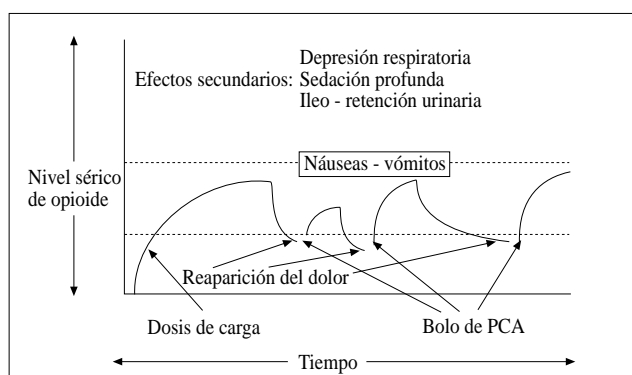 Depresión respiratoria
Efectos secundarios: Sedación profunda
Ileo - retención urinaria
Náuseas - vómitos
Nivel sérico
de opioide
Reaparición del dolor
Dosis de carga
Bolo de PCA
Tiempo